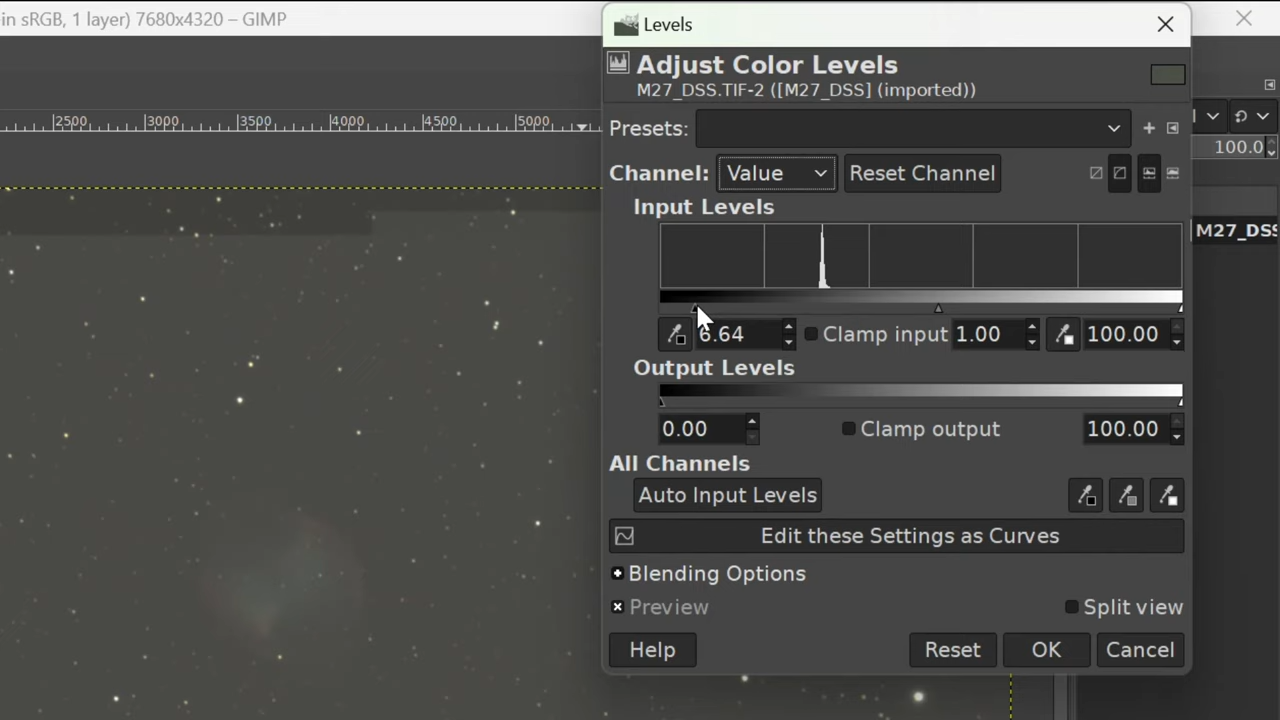 in sRGB, 1 layer) 7680x4320 – GIMP
Levels
Adjust Color Levels
M27_DSS.TIF-2 ([M27_DSS] (imported))
2500 3000 3500 4000 4500 5000
Presets:
100.0
Channel: Value Reset Channel
Input Levels
M27_DSS
6.64 Clamp input 1.00 100.00
Output Levels
0.00 Clamp output 100.00
All Channels
Auto Input Levels
Edit these Settings as Curves
Blending Options
Preview Split view
Help Reset OK Cancel